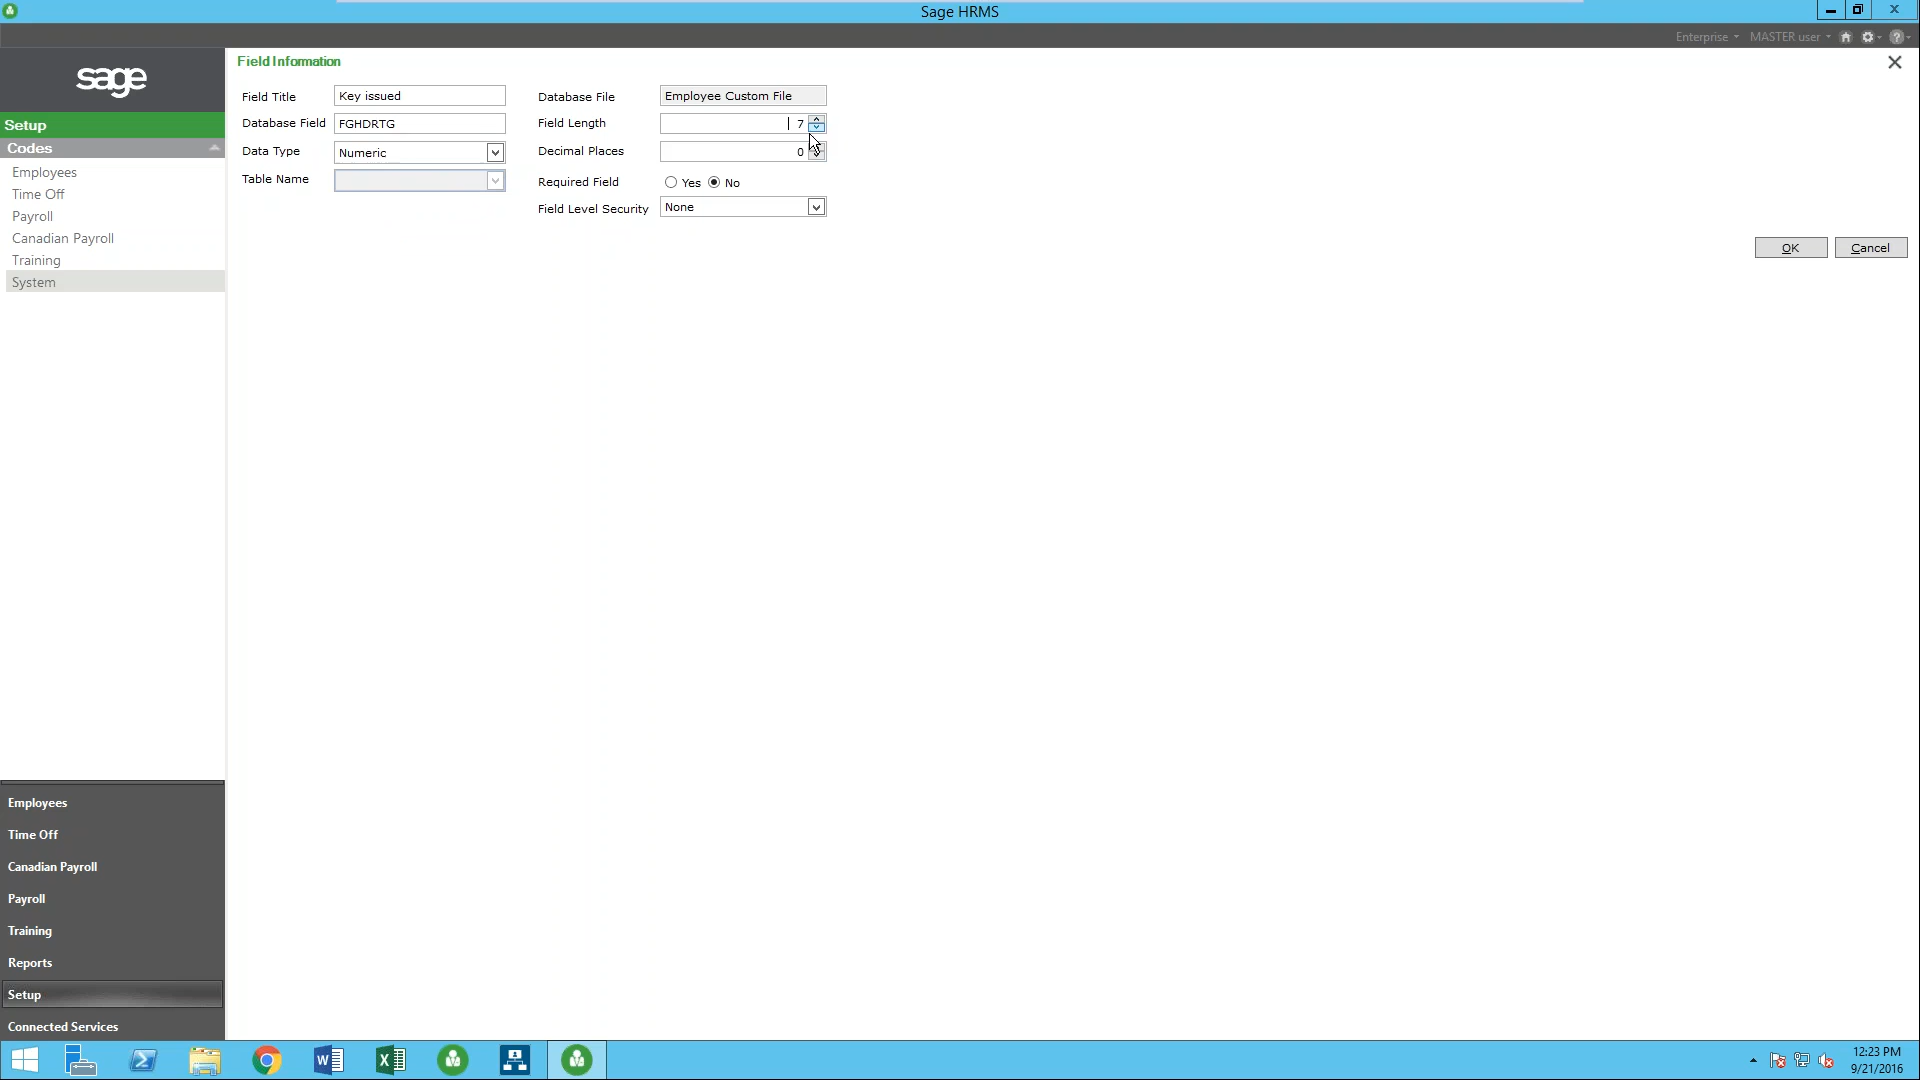 Sage HRMS
Enterprise MASTER user
sage
Setup
Codes
Employees
Time Off
Payroll
Canadian Payroll
Training
System
Field Information
Field Title Key issued
Database Field FGHDRTG
Data Type Numeric
Table Name
Database File Employee Custom File
Field Length 7
Decimal Places 0
Required Field Yes No
Field Level Security None
OK Cancel
Employees
Time Off
Canadian Payroll
Payroll
Training
Reports
Setup
Connected Services
12:23 PM
9/21/2016